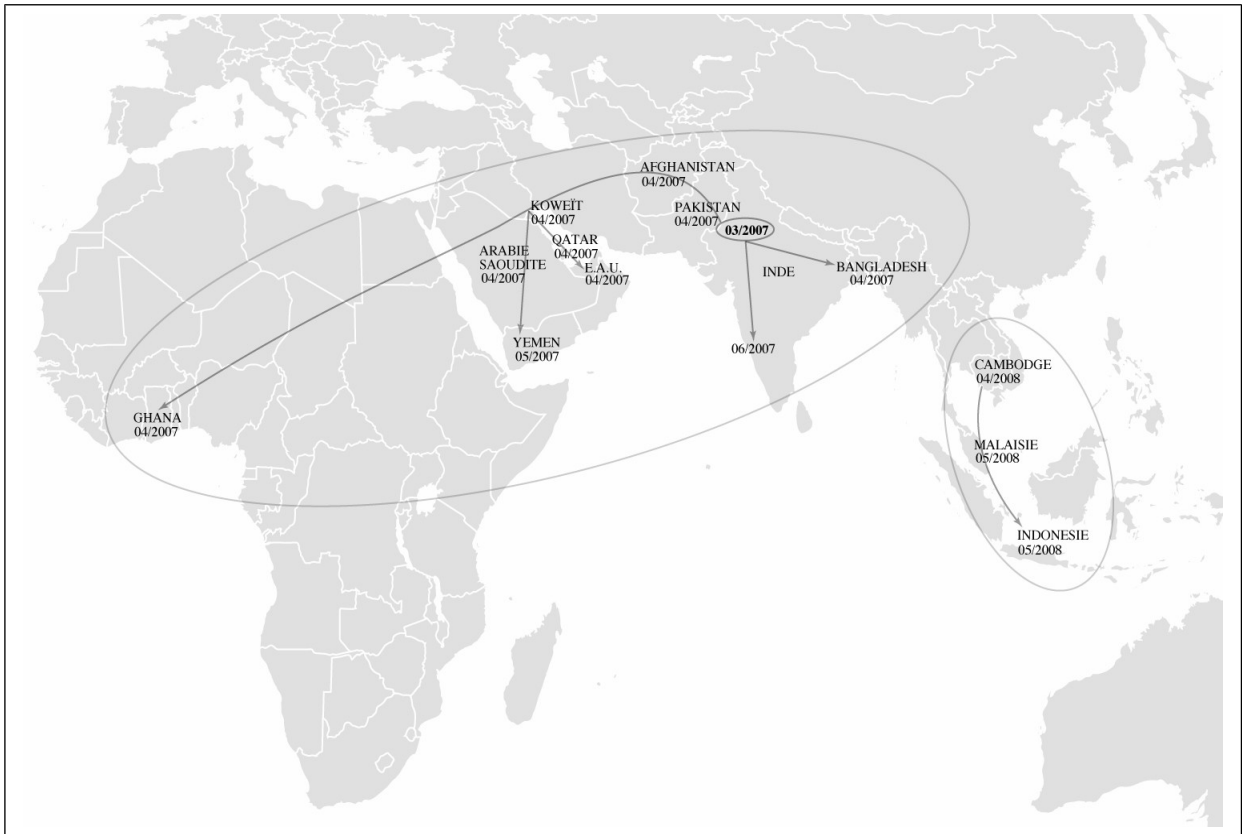 AFGHANISTAN
04/2007
KOWEÏT
04/2007
PAKISTAN
04/2007
03/2007
QATAR
04/2007
ARABIE
SAOUDITE
04/2007
E.A.U.
04/2007
INDE
BANGLADESH
04/2007
YEMEN
05/2007
06/2007
CAMBODGE
04/2008
GHANA
04/2007
MALAISIE
05/2008
INDONESIE
05/2008